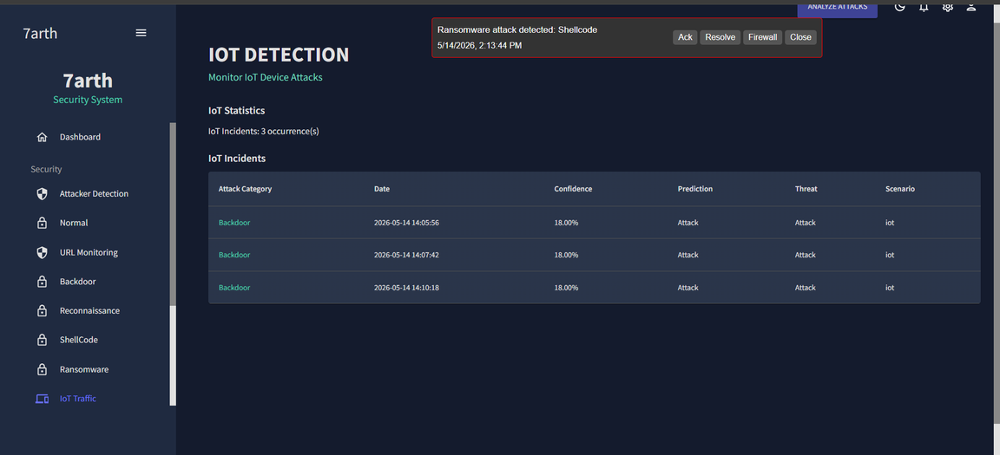 ANALYZE ATTACKS
7arth
7arth
Security System
Dashboard
Security
Attacker Detection
Normal
URL Monitoring
Backdoor
Reconnaissance
ShellCode
Ransomware
IoT Traffic
Ransomware attack detected: Shellcode
5/14/2026, 2:13:44 PM
Ack Resolve Firewall Close
IOT DETECTION
Monitor IoT Device Attacks
IoT Statistics
IoT Incidents: 3 occurrence(s)
IoT Incidents
Attack Category Date Confidence Prediction Threat Scenario
Backdoor 2026-05-14 14:05:56 18.00% Attack Attack iot
Backdoor 2026-05-14 14:07:42 18.00% Attack Attack iot
Backdoor 2026-05-14 14:10:18 18.00% Attack Attack iot